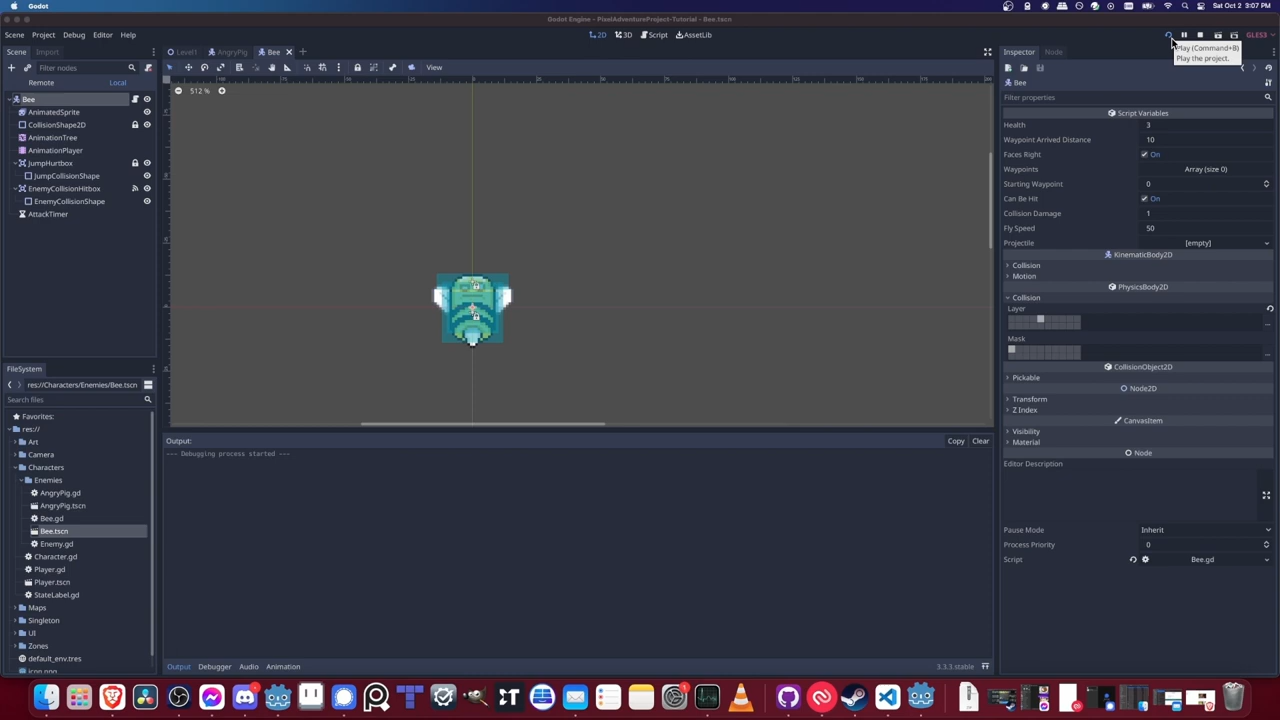 Godot
Sat Oct 2 3:07 PM
Godot Engine - PixelAdventureProject-Tutorial - Bee.tscn
Scene Project Debug Editor Help
2D 3D Script AssetLib
GLES3
Play (Command+B)
Play the project.
Scene Import
Filter nodes
Remote Local
Bee
AnimatedSprite
CollisionShape2D
AnimationTree
AnimationPlayer
JumpHurtbox
JumpCollisionShape
EnemyCollisionHitbox
EnemyCollisionShape
AttackTimer
Level1 AngryPig Bee
View
512 %
FileSystem
res://Characters/Enemies/Bee.tscn
Search files
Favorites:
res://
Art
Camera
Characters
Enemies
AngryPig.gd
AngryPig.tscn
Bee.gd
Bee.tscn
Enemy.gd
Character.gd
Player.gd
Player.tscn
StateLabel.gd
Maps
Singleton
UI
Zones
default_env.tres
icon.png
Output: Copy Clear
--- Debugging process started ---
Output Debugger Audio Animation 3.3.3.stable
Inspector Node
Bee
Filter properties
Script Variables
Health 3
Waypoint Arrived Distance 10
Faces Right On
Waypoints Array (size 0)
Starting Waypoint 0
Can Be Hit On
Collision Damage 1
Fly Speed 50
Projectile [empty]
KinematicBody2D
Collision
Motion
PhysicsBody2D
Collision
Layer
Mask
CollisionObject2D
Pickable
Node2D
Transform
Z Index
CanvasItem
Visibility
Material
Node
Editor Description
Pause Mode Inherit
Process Priority 0
Script Bee.gd